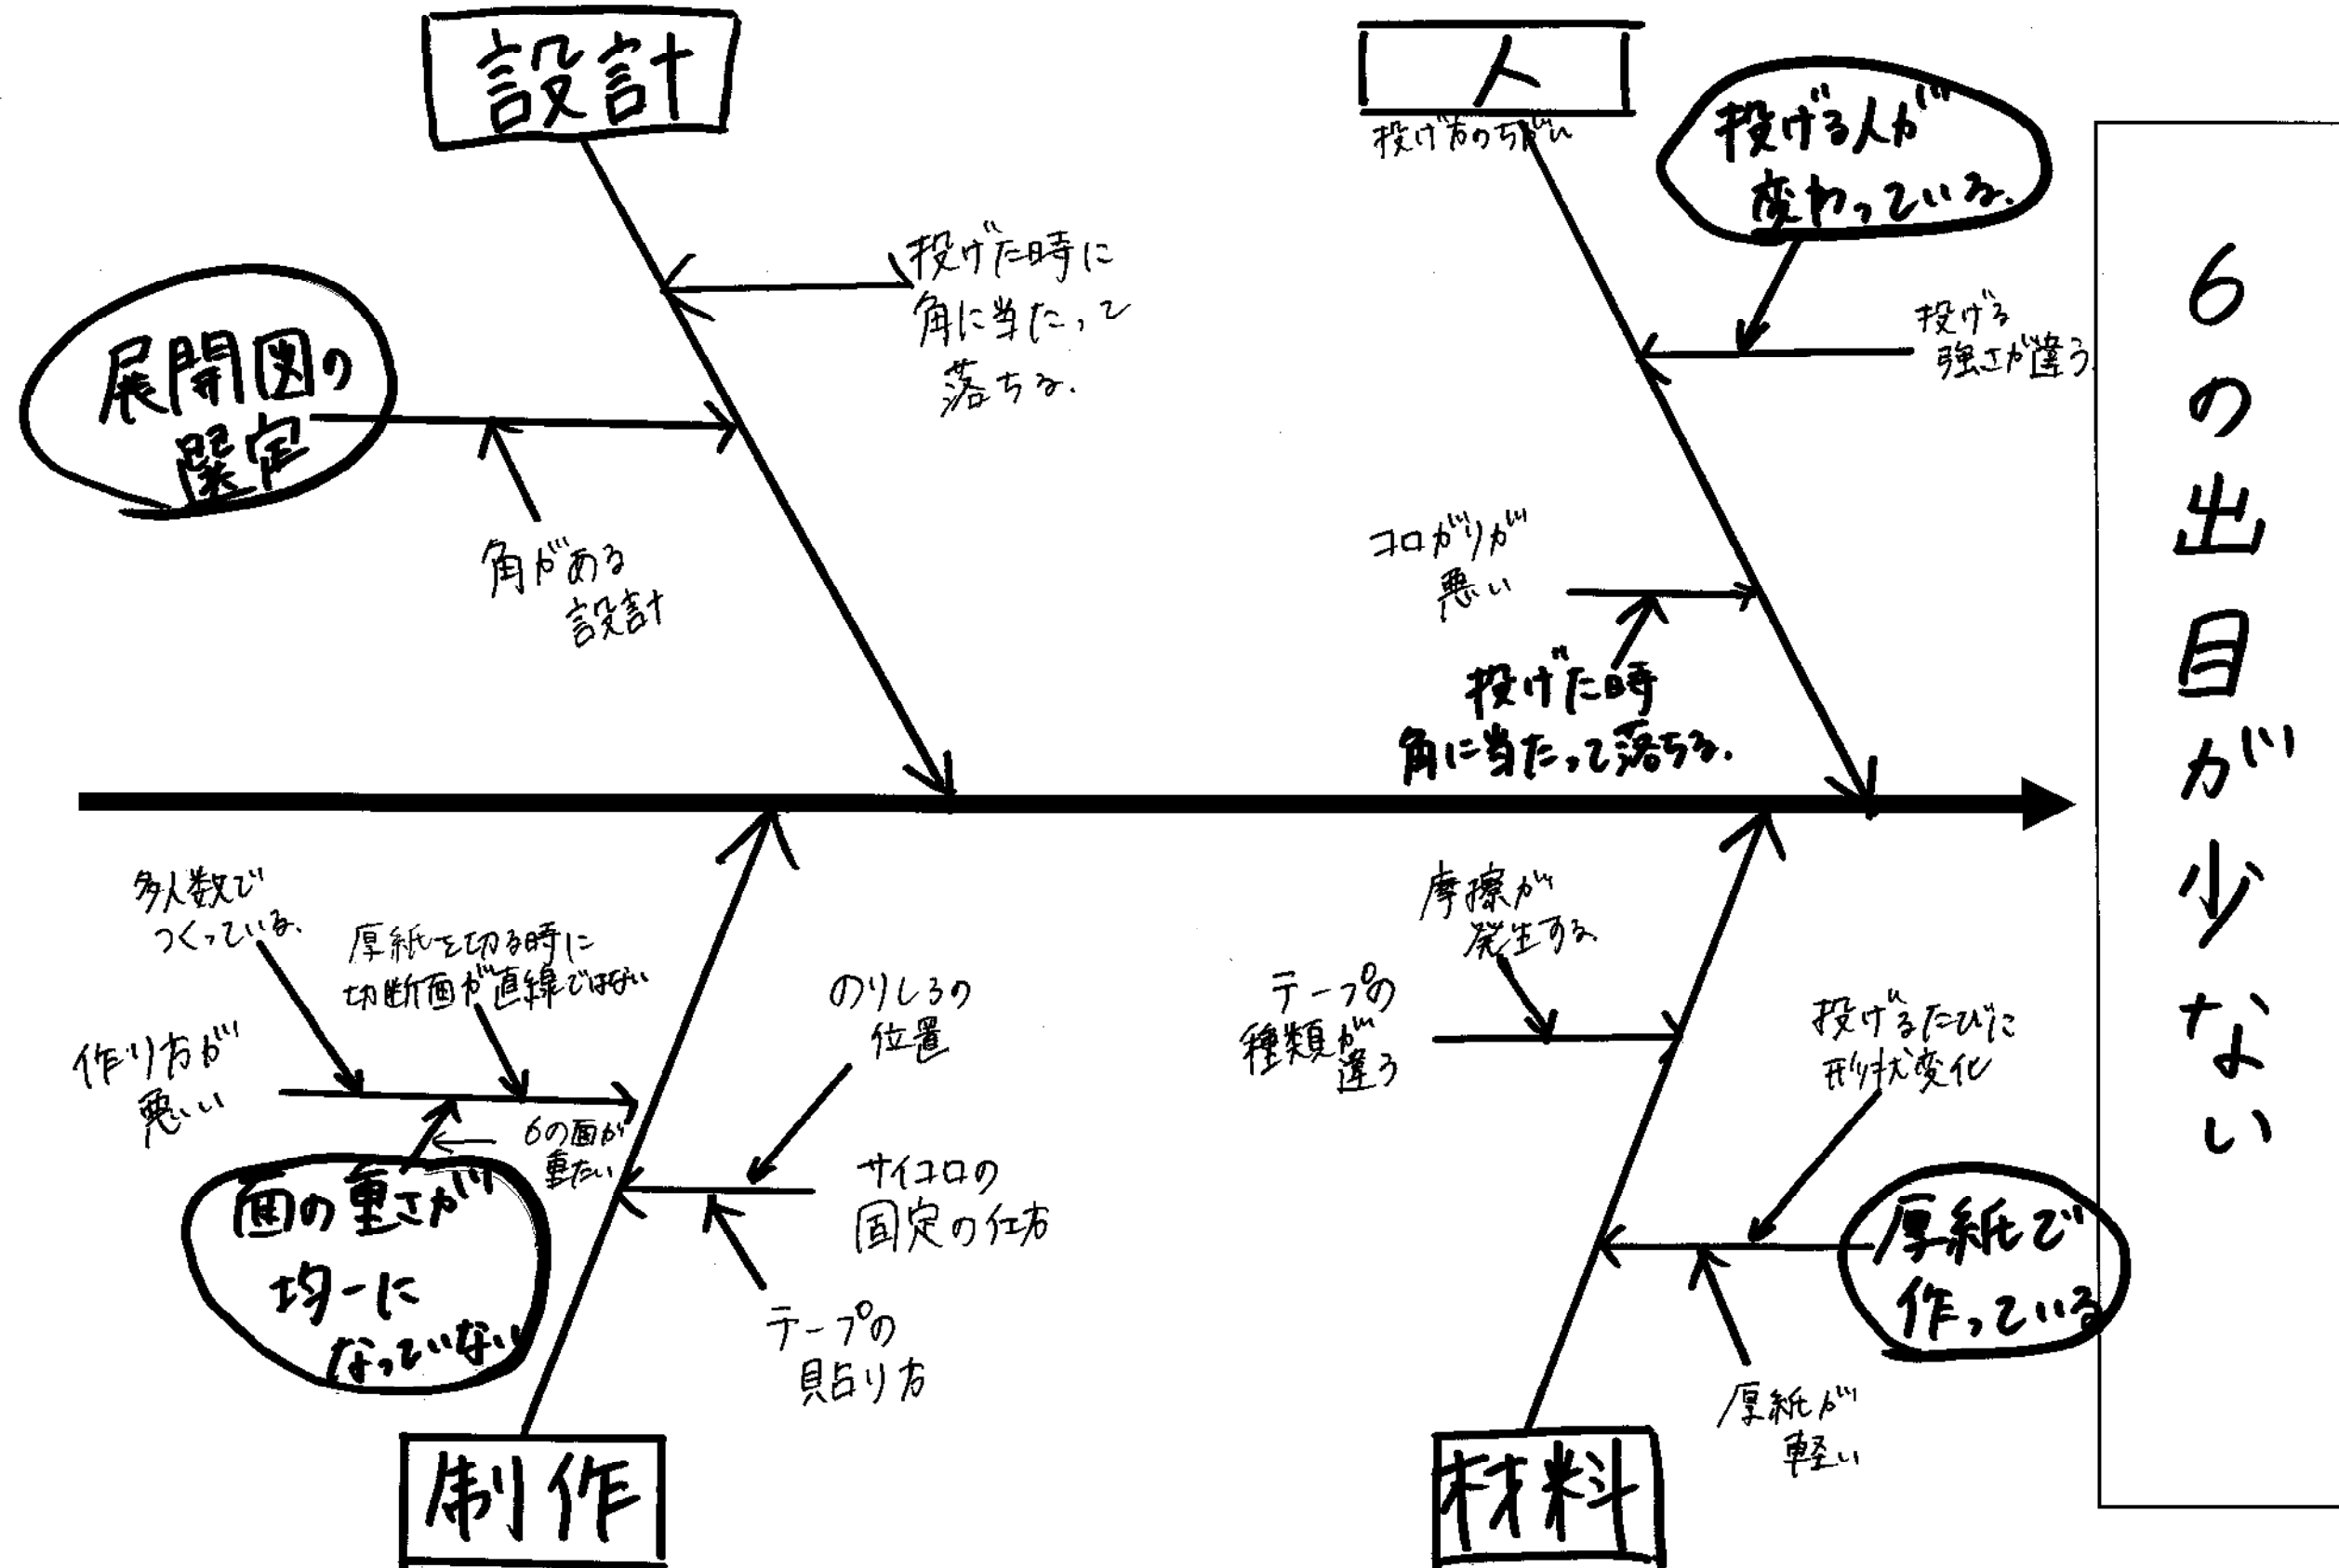 設計
人
投げ方のちがい
投げる人が
変わっている。
投げた時に
角に当たって
落ちる。
展開図の
選定
角がある
設計
投げる
強さが違う
コロがりが
悪い
投げた時
角に当たって落ちる。
6の出目が少ない
多人数で
つくっている、
厚紙を切る時に
切断面が直線ではない
作り方が
悪い
6の面が
重たい
面の重さが
均一に
なっていない
のりしろの
位置
サイコロの
固定の仕方
テープの
貼り方
制作
摩擦が
発生する、
テープの
種類が
違う
投げるたびに
形状変化
厚紙で
作っている
厚紙が
軽い
材料